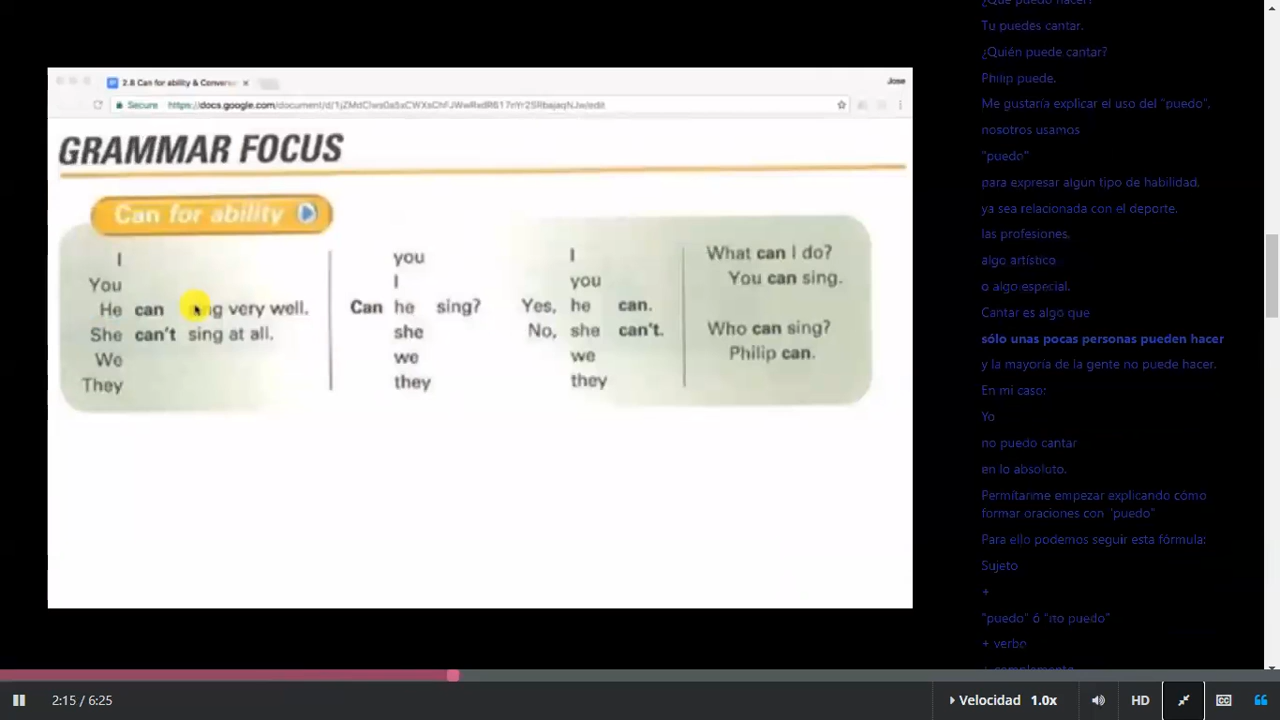 2.8 Can for ability & Conversa
Jose
Secure
GRAMMAR FOCUS
Can for ability
I
You
He can sing very well.
She can't sing at all.
We
They
you
I
Can he sing?
she
we
they
I
you
Yes, he can.
No, she can't.
we
they
What can I do?
You can sing.
Who can sing?
Philip can.
¿Qué puedo hacer?
Tu puedes cantar.
¿Quién puede cantar?
Philip puede.
Me gustaría explicar el uso del "puedo",
nosotros usamos
"puedo"
para expresar algun tipo de habilidad,
ya sea relacionada con el deporte.
las profesiones,
algo artístico
o algo especial.
Cantar es algo que
sólo unas pocas personas pueden hacer
y la mayoría de la gente no puede hacer.
En mi caso:
Yo
no puedo cantar
en lo absoluto.
Permítanme empezar explicando cómo
formar oraciones con "puedo"
Para ello podemos seguir esta fórmula:
Sujeto
+
"puedo" ó "no puedo"
+ verbo
+ complemento
2:15 / 6:25
Velocidad 1.0x
HD
CC